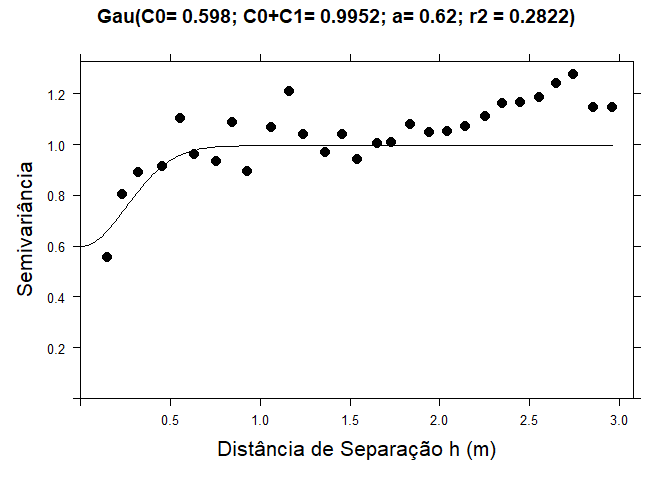 Gau(C0= 0.598; C0+C1= 0.9952; a= 0.62; r2 = 0.2822)
Semivariância
1.2
1.0
0.8
0.6
0.4
0.2
0.5 1.0 1.5 2.0 2.5 3.0
Distância de Separação h (m)